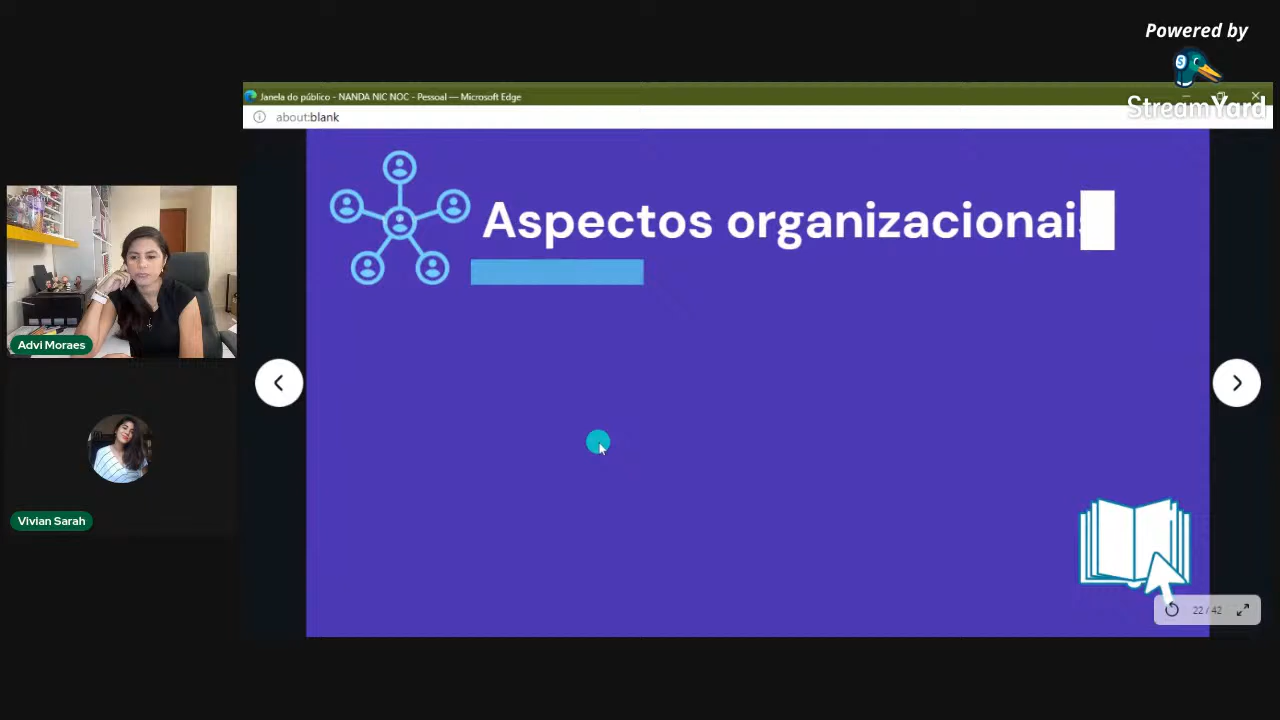 Powered by
StreamYard
Janela do público - NANDA NIC NOC - Pessoal — Microsoft Edge
about:blank
Aspectos organizacionais
Advi Moraes
Vivian Sarah
22 / 42